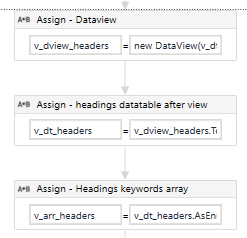 A+B Assign - Dataview
v_dview_headers = new DataView(v_d
A+B Assign - headings datatable after view
v_dt_headers = v_dview_headers.To
A+B Assign - Headings keywords array
v_arr_headers = v_dt_headers.AsEnu